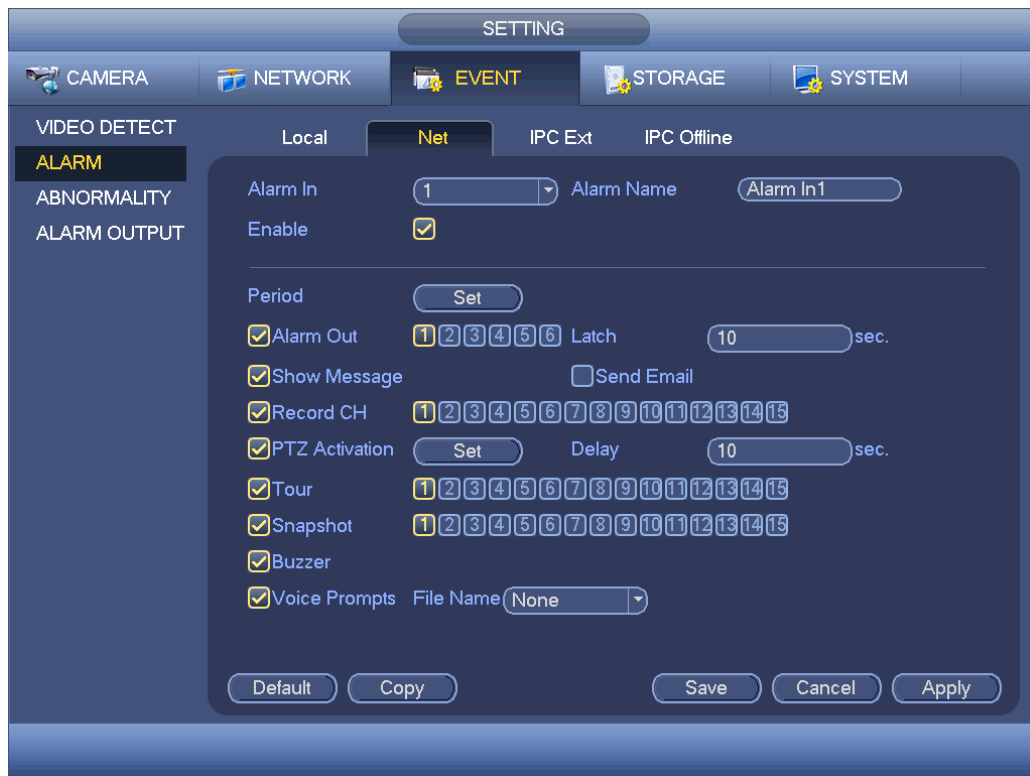 SETTING
CAMERA NETWORK EVENT STORAGE SYSTEM
VIDEO DETECT
ALARM
ABNORMALITY
ALARM OUTPUT
Local Net IPC Ext IPC Offline
Alarm In 1 Alarm Name Alarm In1
Enable
Period Set
Alarm Out 1 2 3 4 5 6 Latch 10 sec.
Show Message Send Email
Record CH 1 2 3 4 5 6 7 8 9 10 11 12 13 14 15
PTZ Activation Set Delay 10 sec.
Tour 1 2 3 4 5 6 7 8 9 10 11 12 13 14 15
Snapshot 1 2 3 4 5 6 7 8 9 10 11 12 13 14 15
Buzzer
Voice Prompts File Name None
Default Copy Save Cancel Apply